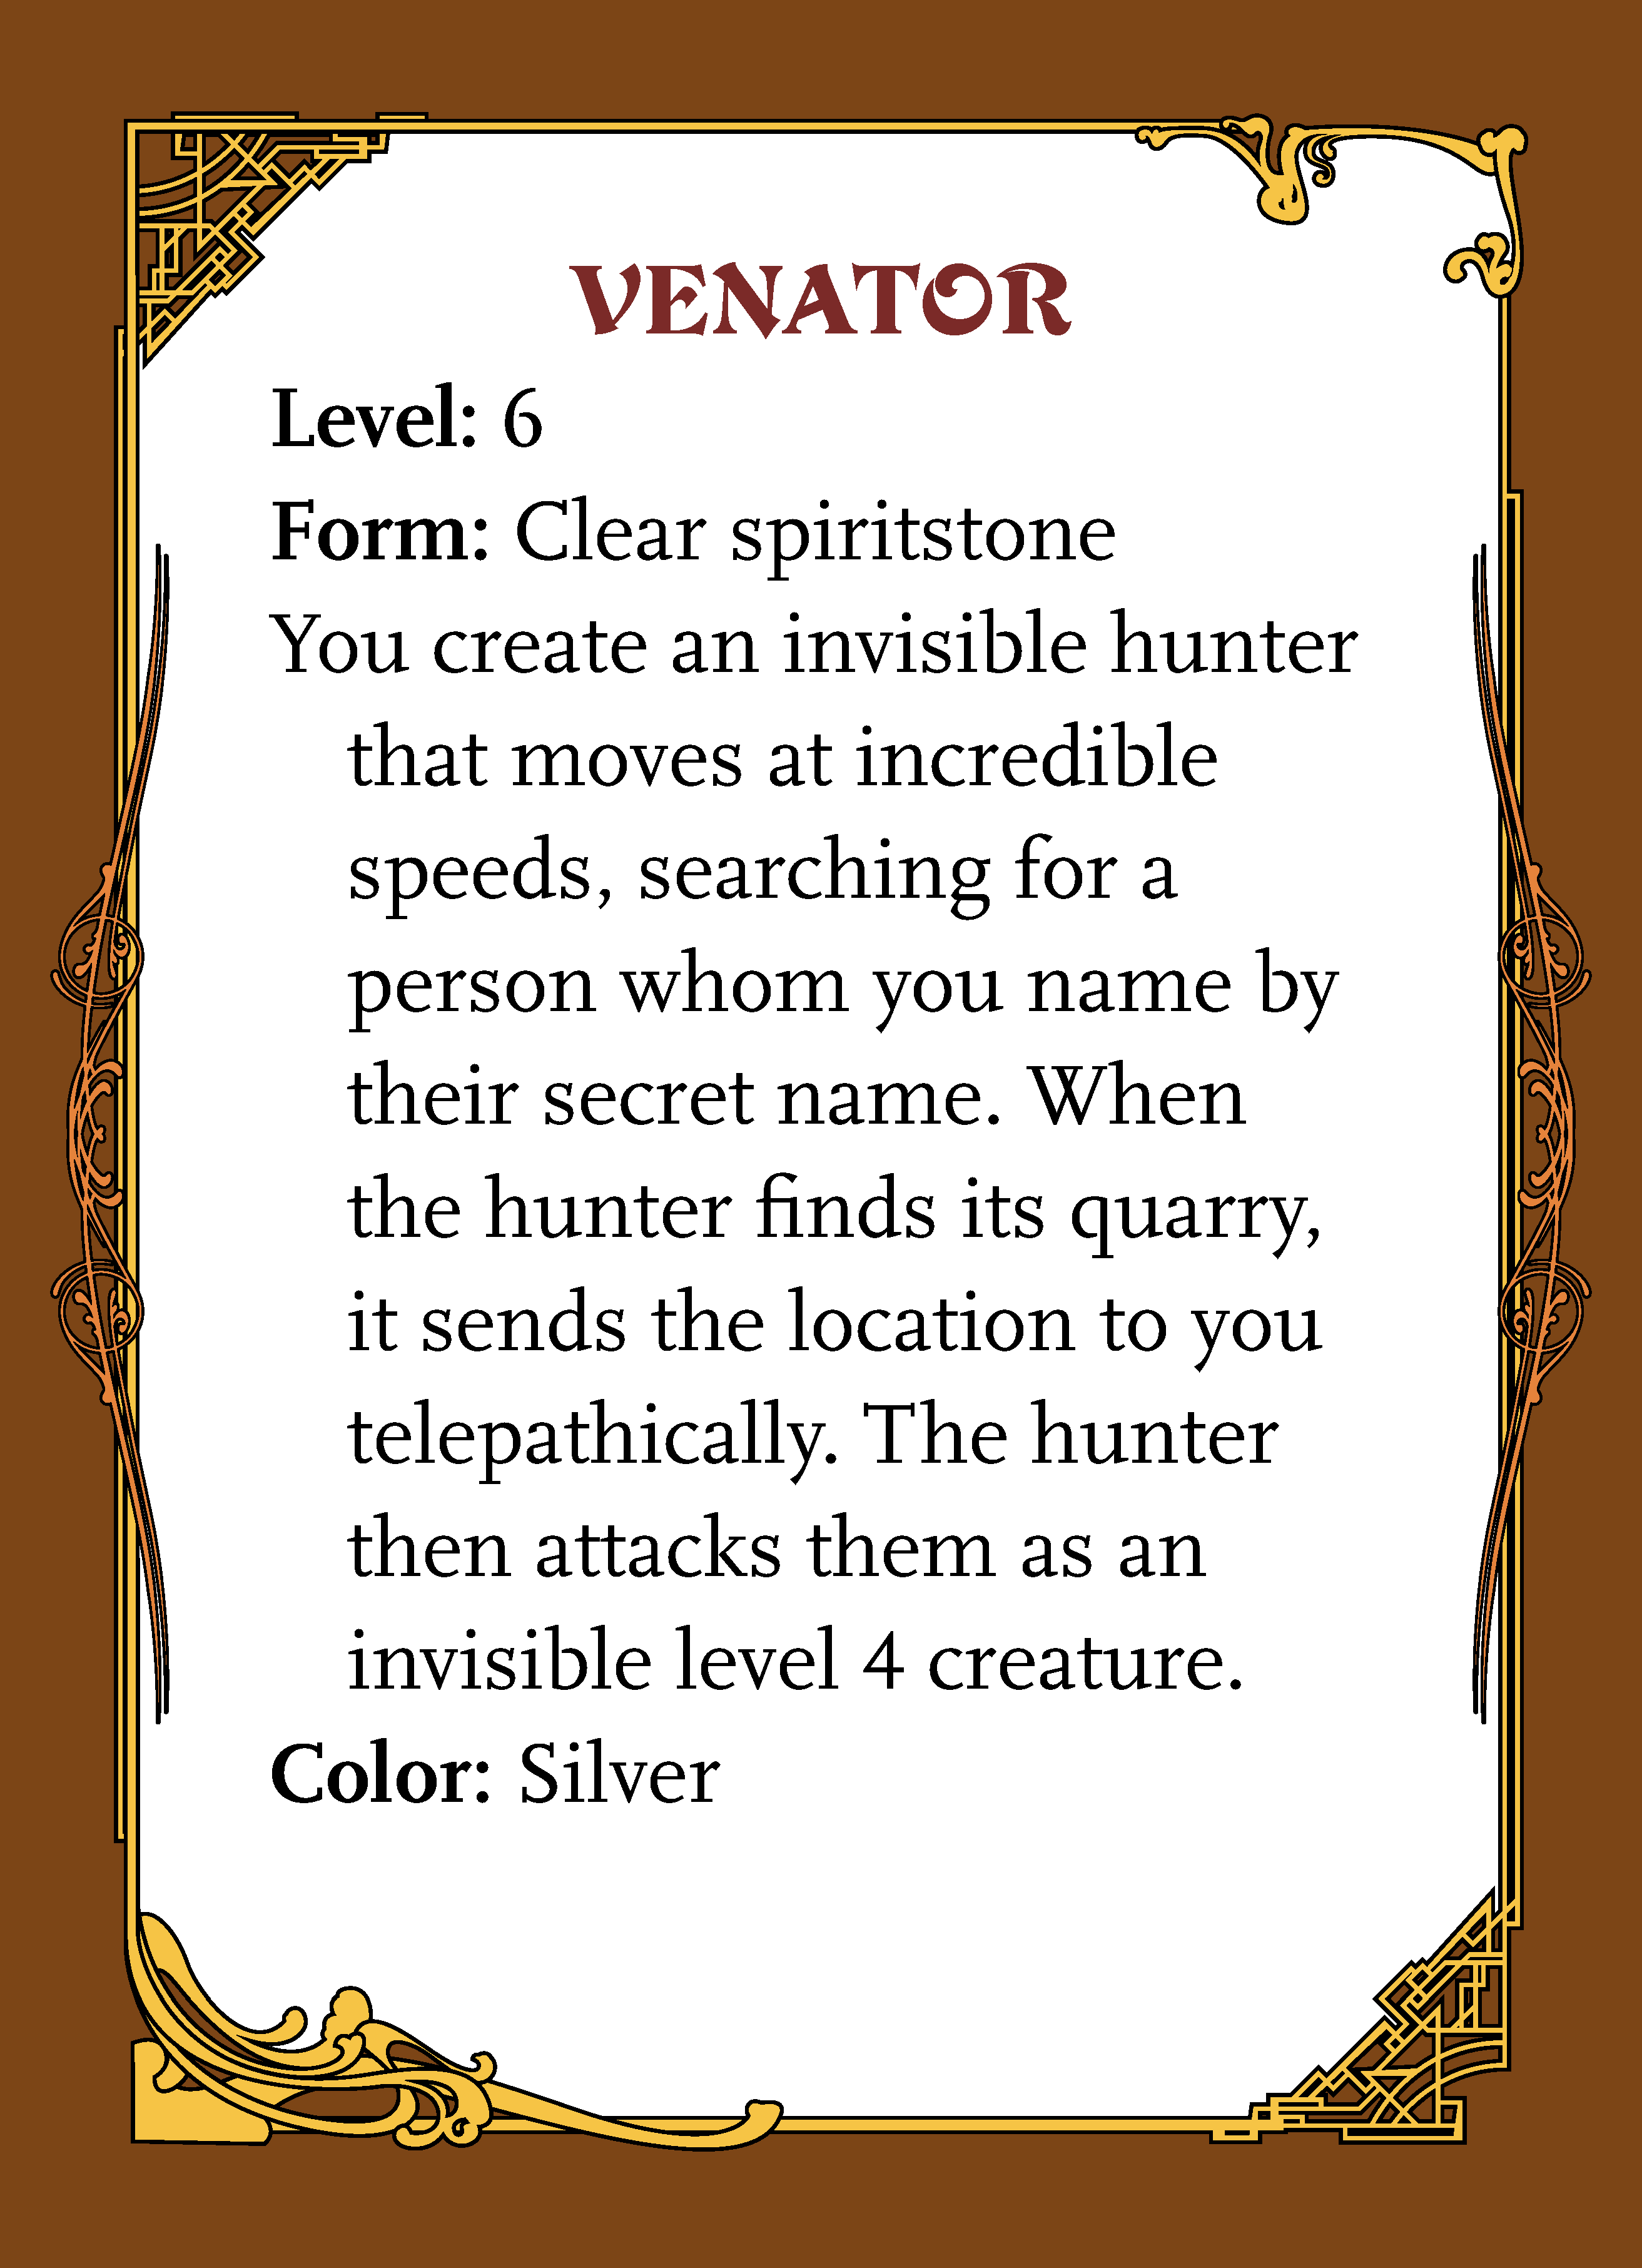 VENATOR
Level: 6
Form: Clear spiritstone
You create an invisible hunter
that moves at incredible
speeds, searching for a
person whom you name by
their secret name. When
the hunter finds its quarry,
it sends the location to you
telepathically. The hunter
then attacks them as an
invisible level 4 creature.
Color: Silver